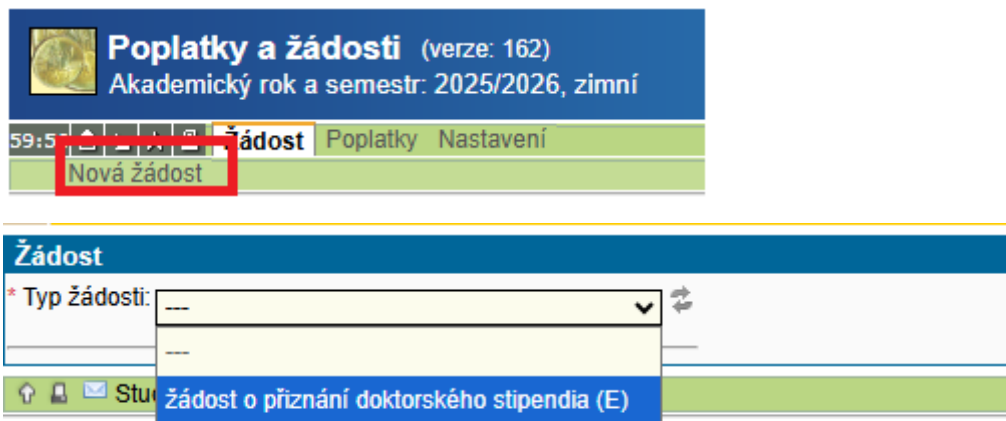 Poplatky a žádosti (verze: 162)
Akademický rok a semestr: 2025/2026, zimní
Žádost Poplatky Nastavení
Nová žádost
Žádost
* Typ žádosti: ---
---
žádost o přiznání doktorského stipendia (E)